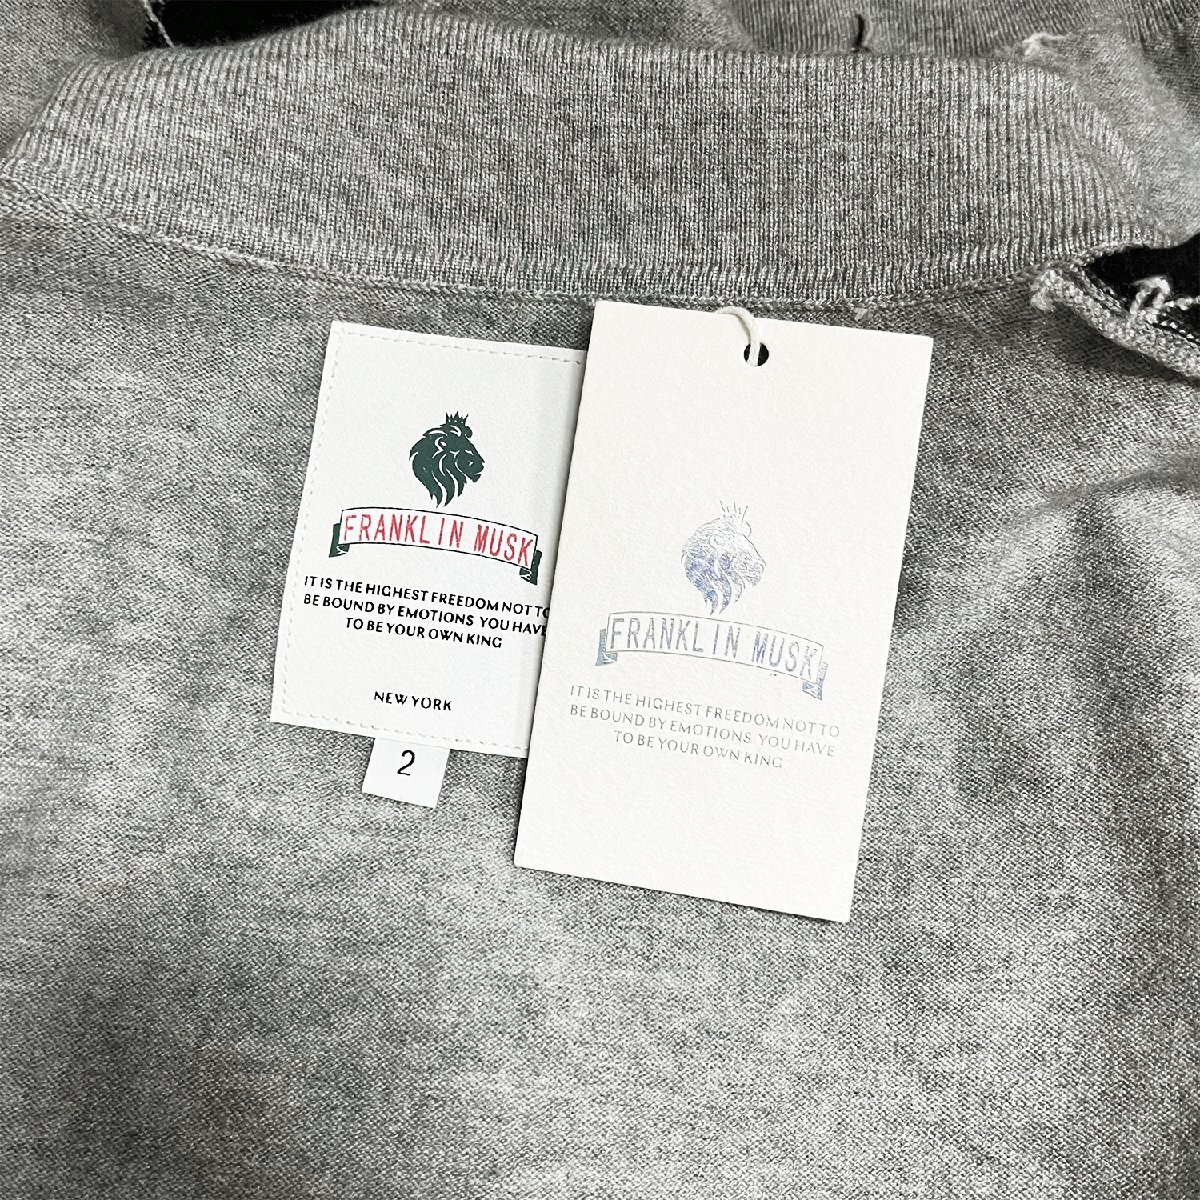 FRANKLIN MUSK
IT IS THE HIGHEST FREEDOM NOT TO
BE BOUND BY EMOTIONS YOU HAVE
TO BE YOUR OWN KING
NEW YORK
2
FRANKLIN MUSK
IT IS THE HIGHEST FREEDOM NOT TO
BE BOUND BY EMOTIONS YOU HAVE
TO BE YOUR OWN KING